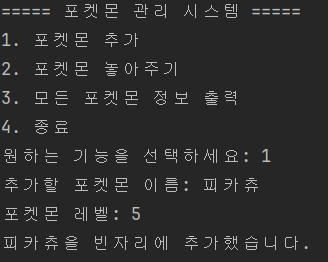 ===== 포켓몬 관리 시스템 =====
1. 포켓몬 추가
2. 포켓몬 놓아주기
3. 모든 포켓몬 정보 출력
4. 종료
원하는 기능을 선택하세요: 1
추가할 포켓몬 이름: 피카츄
포켓몬 레벨: 5
피카츄을 빈자리에 추가했습니다.